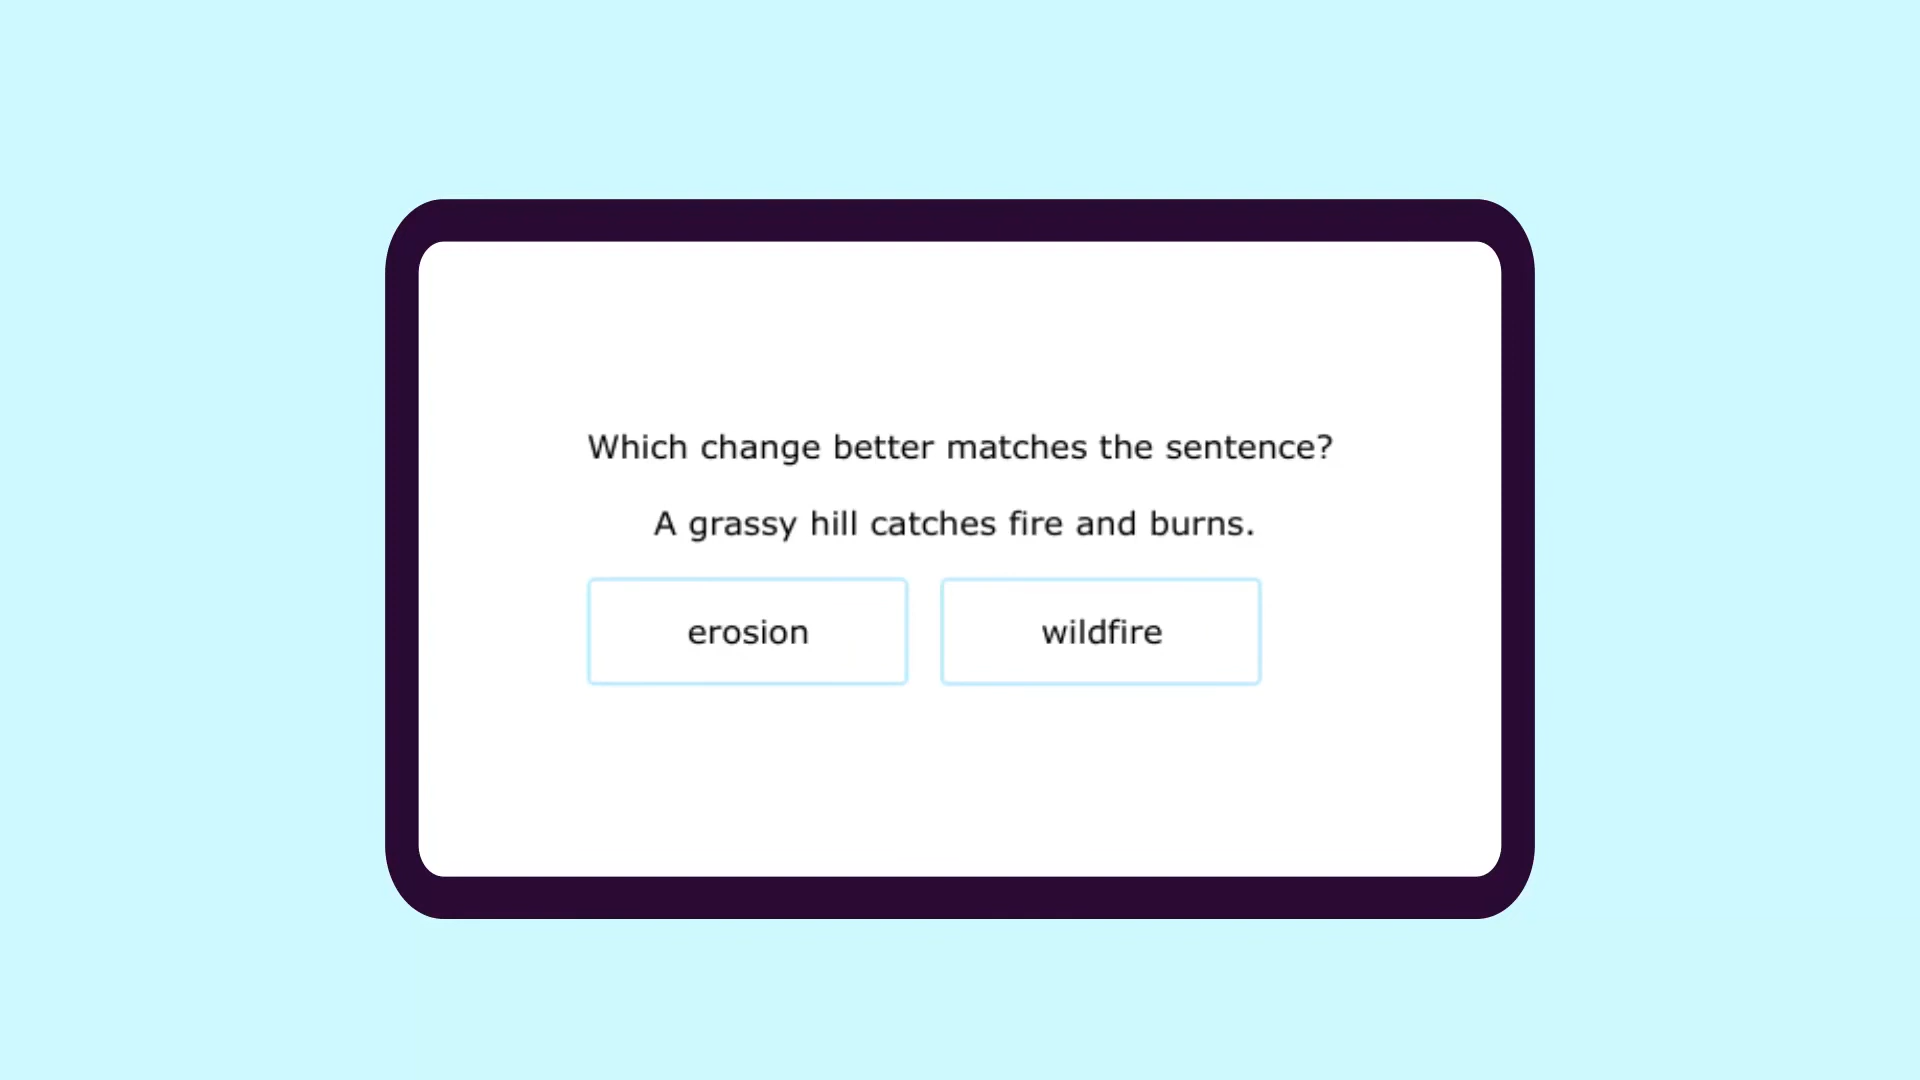 Which change better matches the sentence?
A grassy hill catches fire and burns.
erosion
wildfire